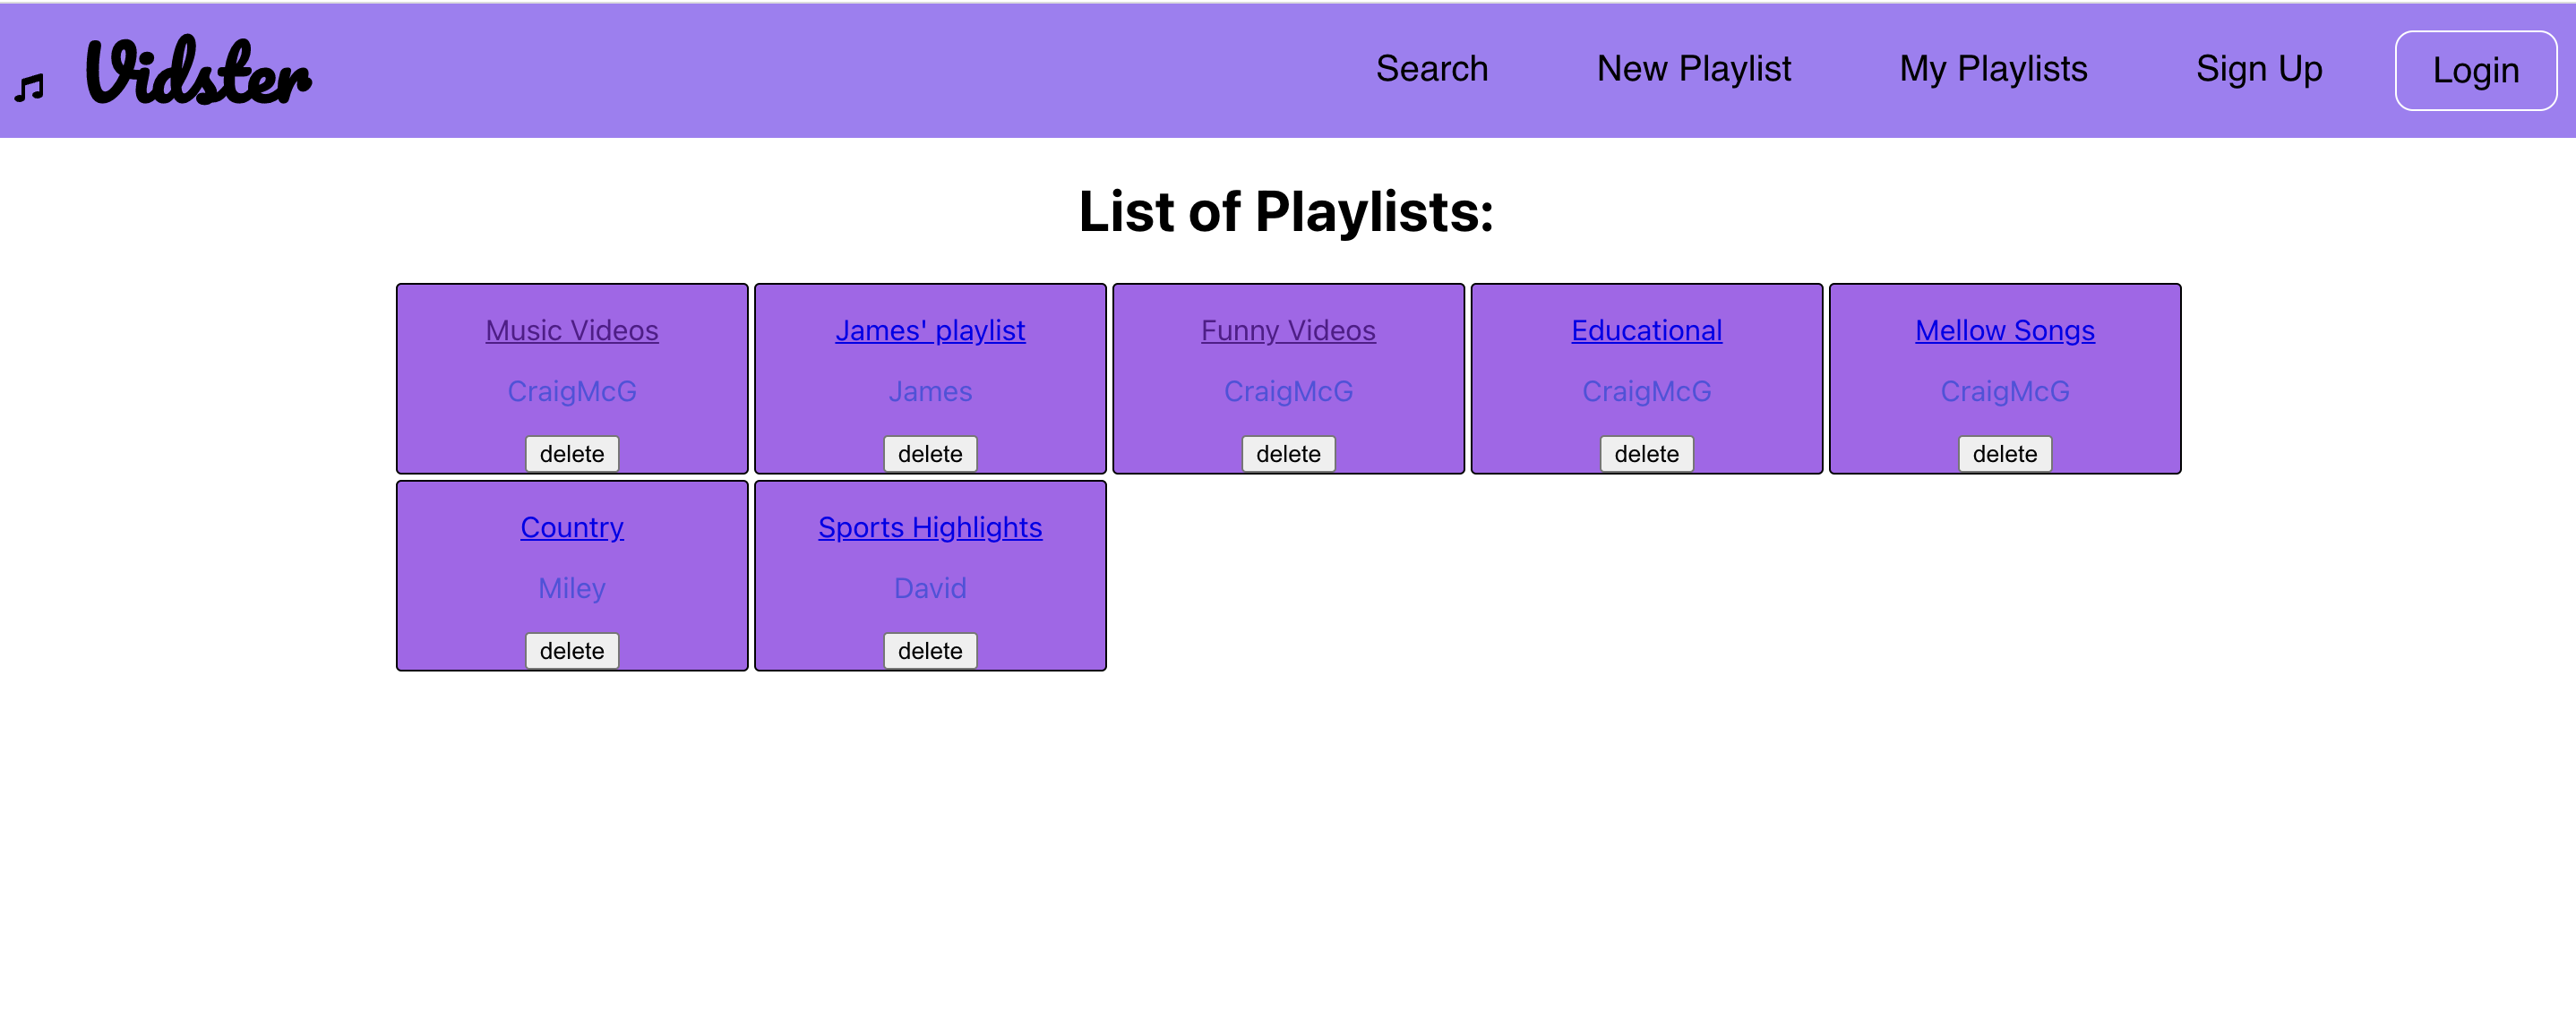 Vidster
Search New Playlist My Playlists Sign Up Login
List of Playlists:
Music Videos James' playlist Funny Videos Educational Mellow Songs
CraigMcG James CraigMcG CraigMcG CraigMcG
delete delete delete delete delete
Country Sports Highlights
Miley David
delete delete